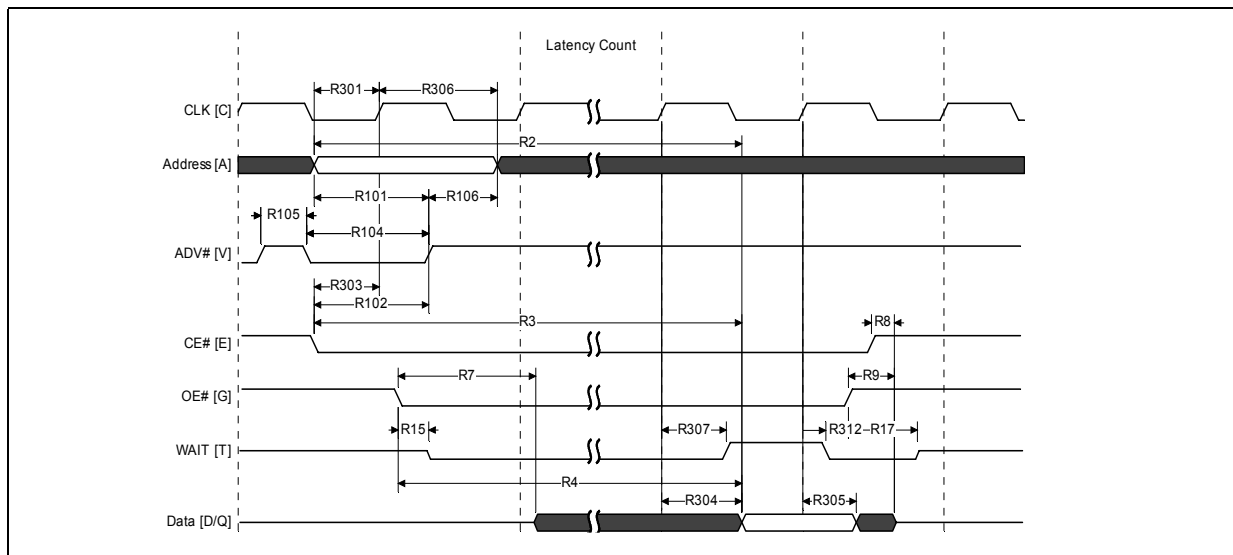 Latency Count
R301 R306
CLK [C]
R2
Address [A]
R101 R106
R105
R104
ADV# [V]
R303
R102
R3 R8
CE# [E]
R7 R9
OE# [G]
R15 R307 R312 R17
WAIT [T]
R4
R304 R305
Data [D/Q]